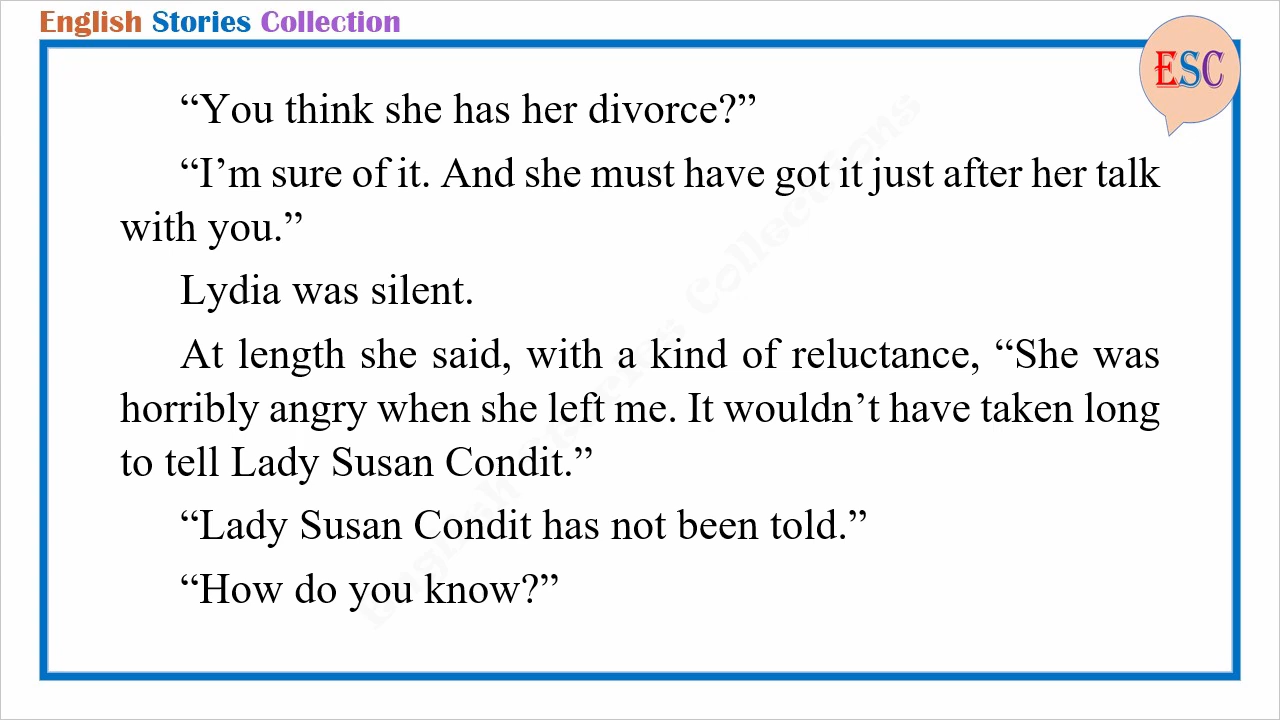 English Stories Collection
ESC
“You think she has her divorce?”
“I’m sure of it. And she must have got it just after her talk
with you.”
Lydia was silent.
At length she said, with a kind of reluctance, “She was
horribly angry when she left me. It wouldn’t have taken long
to tell Lady Susan Condit.”
“Lady Susan Condit has not been told.”
“How do you know?”
English Stories Collections